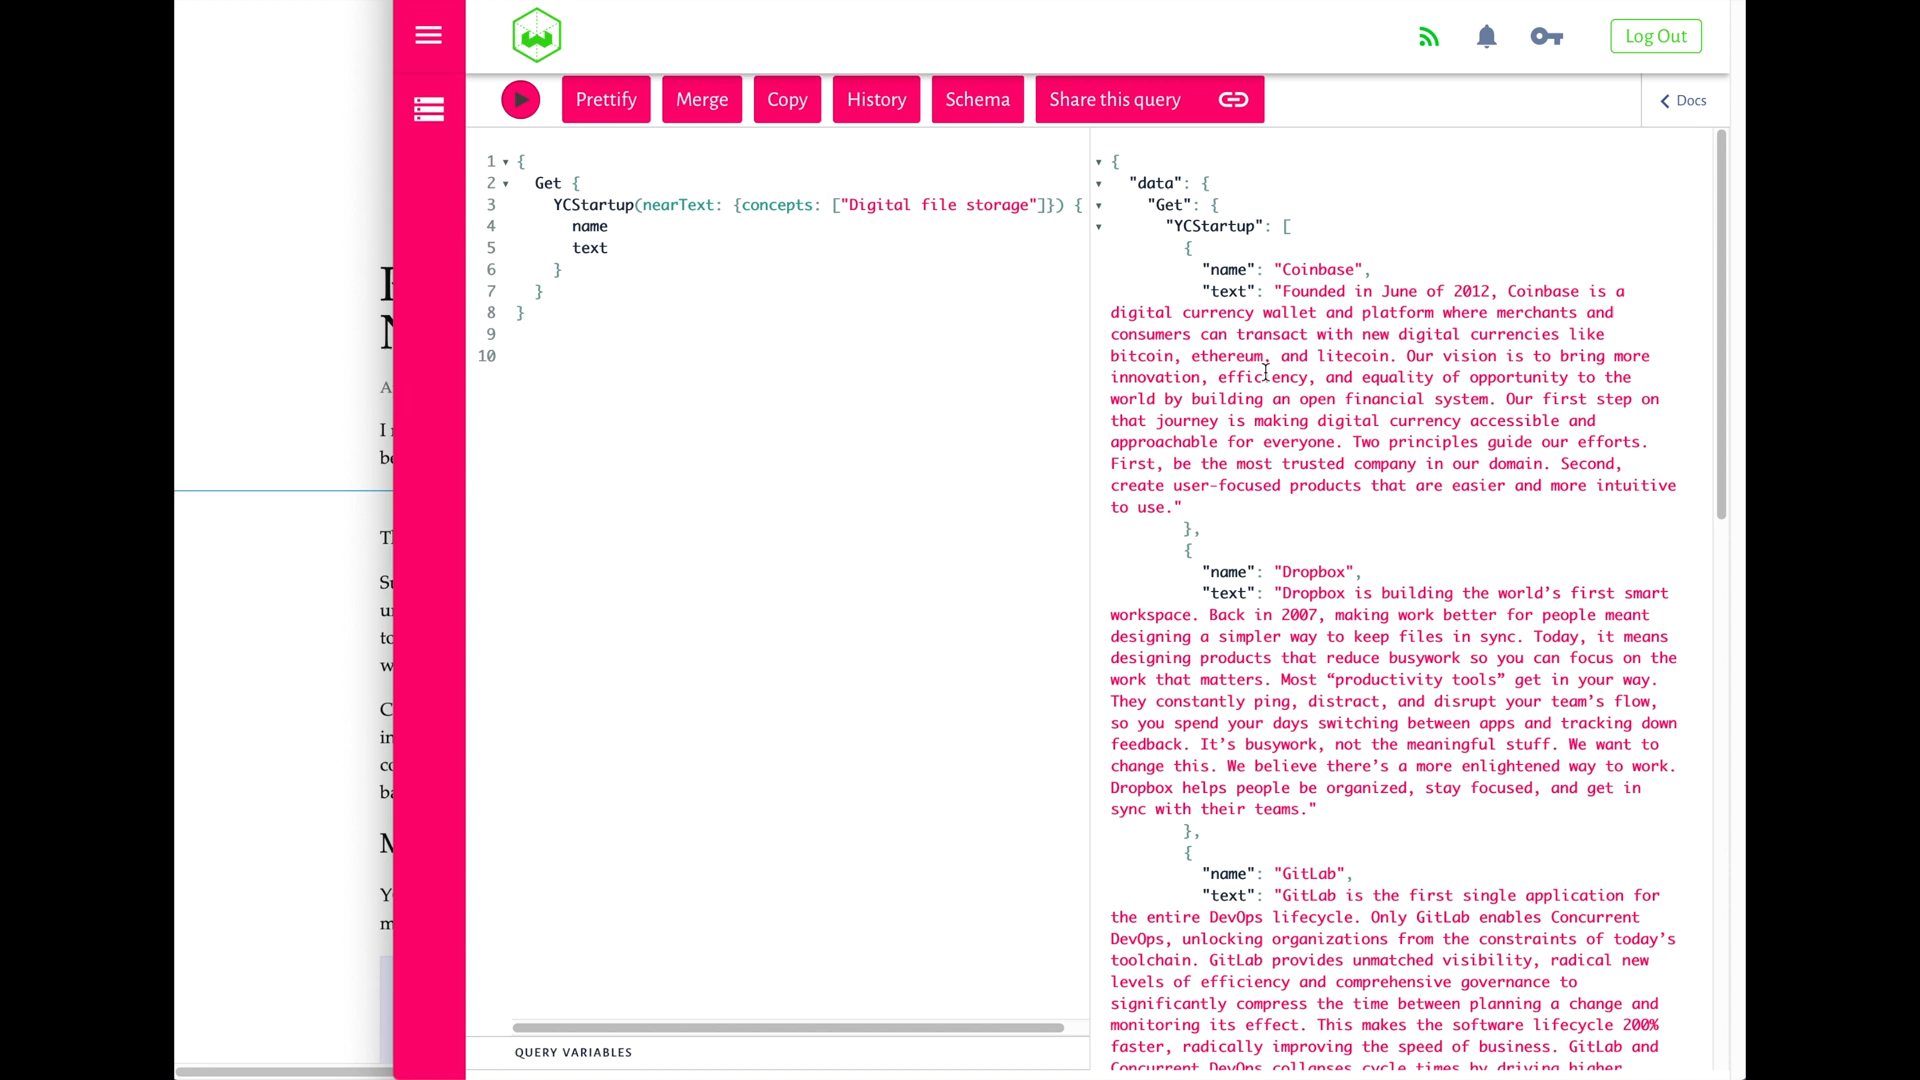 Log Out
Prettify
Merge
Copy
History
Schema
Share this query
Docs
1 {
2 Get {
3 YCStartup(nearText: {concepts: ["Digital file storage"]}) {
4 name
5 text
6 }
7 }
8 }
9
10
QUERY VARIABLES
{
"data": {
"Get": {
"YCStartup": [
{
"name": "Coinbase",
"text": "Founded in June of 2012, Coinbase is a
digital currency wallet and platform where merchants and
consumers can transact with new digital currencies like
bitcoin, ethereum, and litecoin. Our vision is to bring more
innovation, efficiency, and equality of opportunity to the
world by building an open financial system. Our first step on
that journey is making digital currency accessible and
approachable for everyone. Two principles guide our efforts.
First, be the most trusted company in our domain. Second,
create user-focused products that are easier and more intuitive
to use."
},
{
"name": "Dropbox",
"text": "Dropbox is building the world’s first smart
workspace. Back in 2007, making work better for people meant
designing a simpler way to keep files in sync. Today, it means
designing products that reduce busywork so you can focus on the
work that matters. Most “productivity tools” get in your way.
They constantly ping, distract, and disrupt your team’s flow,
so you spend your days switching between apps and tracking down
feedback. It’s busywork, not the meaningful stuff. We want to
change this. We believe there’s a more enlightened way to work.
Dropbox helps people be organized, stay focused, and get in
sync with their teams."
},
{
"name": "GitLab",
"text": "GitLab is the first single application for
the entire DevOps lifecycle. Only GitLab enables Concurrent
DevOps, unlocking organizations from the constraints of today’s
toolchain. GitLab provides unmatched visibility, radical new
levels of efficiency and comprehensive governance to
significantly compress the time between planning a change and
monitoring its effect. This makes the software lifecycle 200%
faster, radically improving the speed of business. GitLab and
Concurrent DevOps collapses cycle times by driving higher